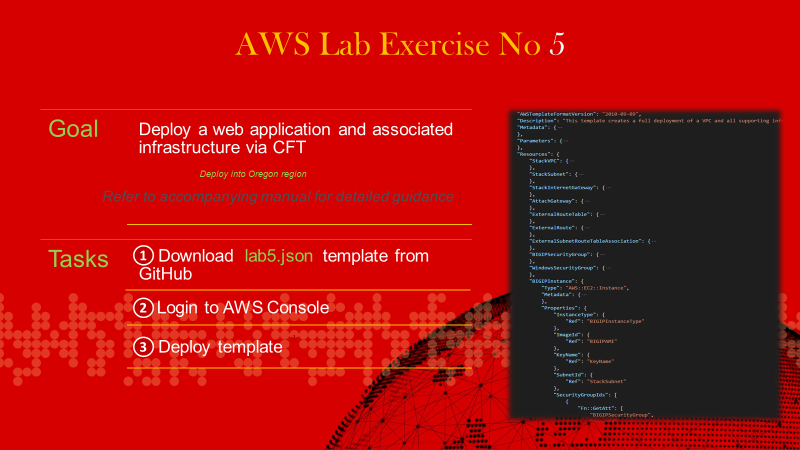 AWS Lab Exercise No 5
Goal
Deploy a web application and associated
infrastructure via CFT
Deploy into Oregon region
Refer to accompanying manual for detailed guidance
Tasks
① Download lab5.json template from
GitHub
② Login to AWS Console
③ Deploy template
"AWSTemplateFormatVersion": "2010-09-09",
"Description": "This template creates a full deployment of a VPC and all supporting
"Metadata": {
},
"Parameters": {
},
"Resources": {
"StackVPC": {
},
"StackSubnet": {
},
"StackInternetGateway": {
},
"AttachGateway": {
},
"ExternalRouteTable": {
},
"ExternalRoute": {
},
"ExternalSubnetRouteTableAssociation": {
},
"BIGIPSecurityGroup": {
},
"WindowsSecurityGroup": {
},
"BIGIPInstance": {
"Type": "AWS::EC2::Instance",
"Metadata": {
},
"Properties": {
"InstanceType": {
"Ref": "BIGIPInstanceType"
},
"ImageId": {
"Ref": "BIGIPAMI"
},
"KeyName": {
"Ref": "KeyName"
},
"SubnetId": {
"Ref": "StackSubnet"
},
"SecurityGroupIds": [
{
"Fn::GetAtt": [
"BIGIPSecurityGroup",